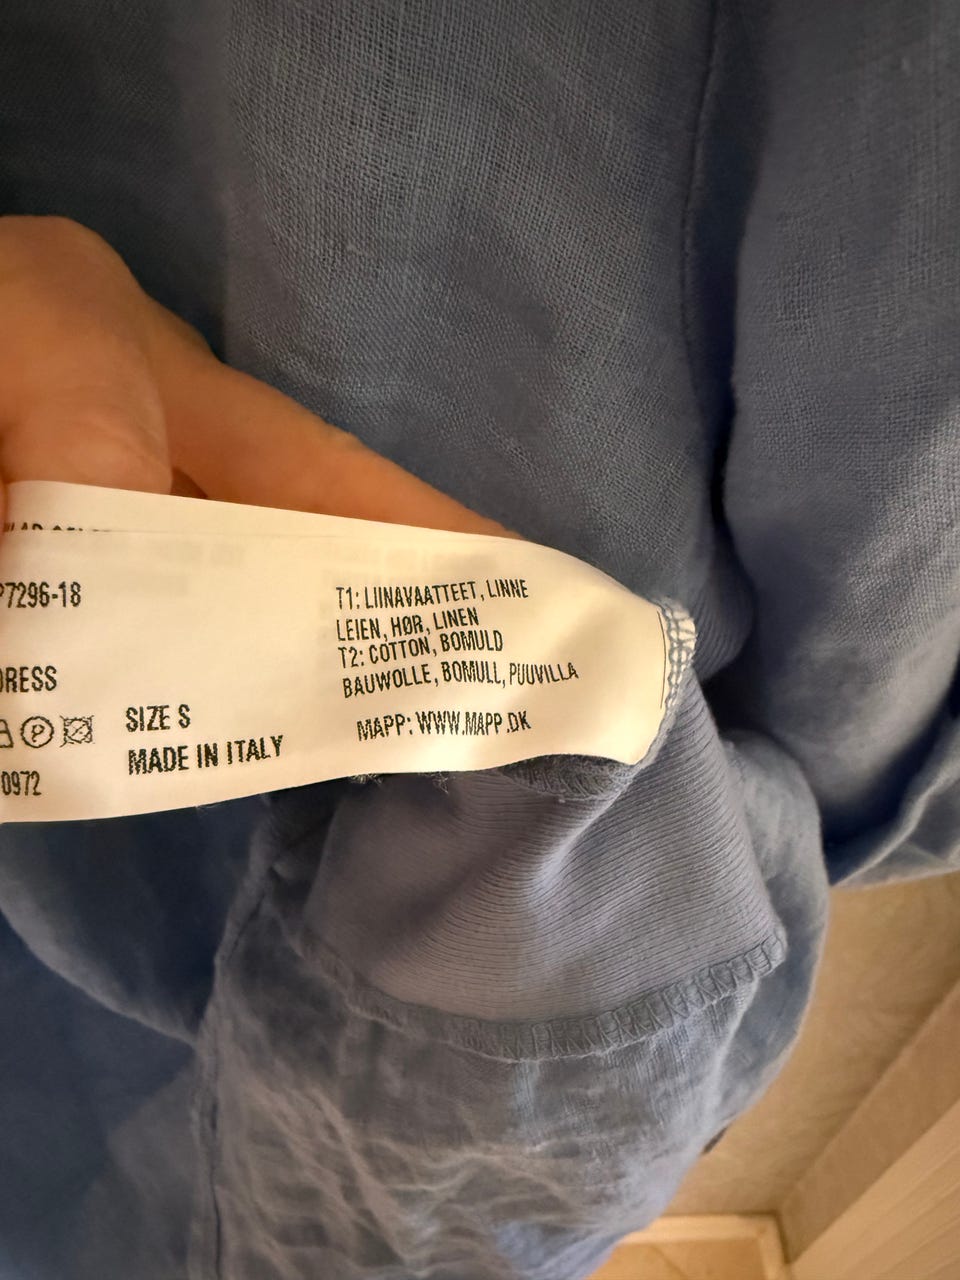 P7296-18
DRESS
0972
SIZE S
MADE IN ITALY
T1: LIINAVAATTEET, LINNE
LEIEN, HØR, LINEN
T2: COTTON, BOMULD
BAUWOLLE, BOMULL, PUUVILLA
MAPP: WWW.MAPP.DK